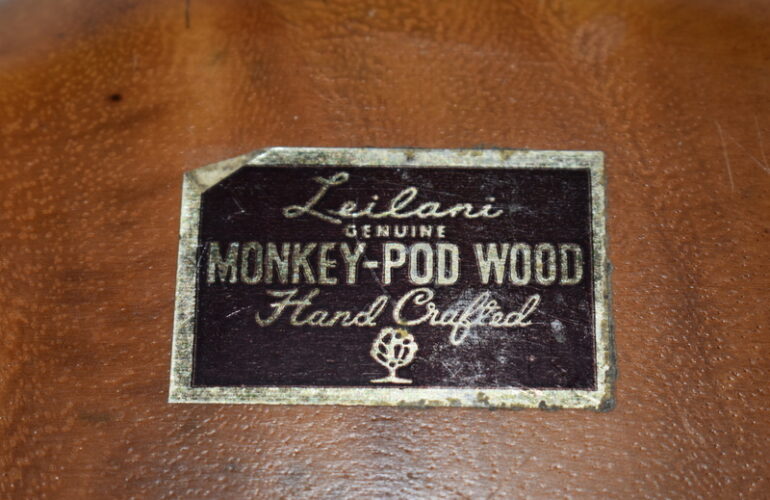 Leilani
GENUINE
MONKEY-POD WOOD
Hand Crafted